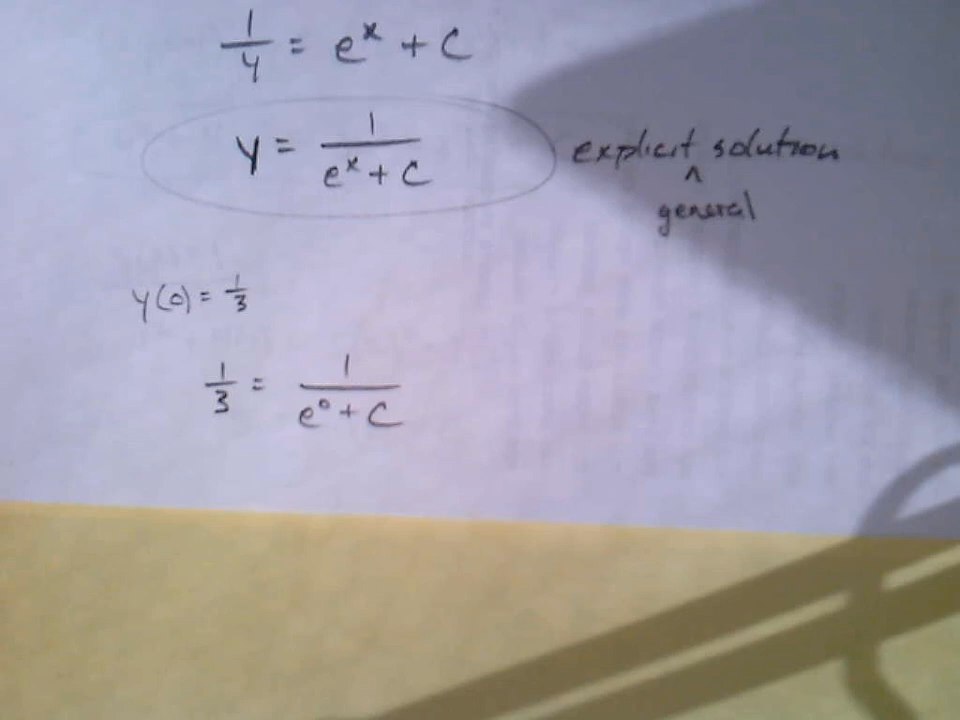 1/y = e^x + C
y = 1/(e^x + C) explicit ^ solution
general
y(0) = 1/3
1/3 = 1/(e^0 + C)